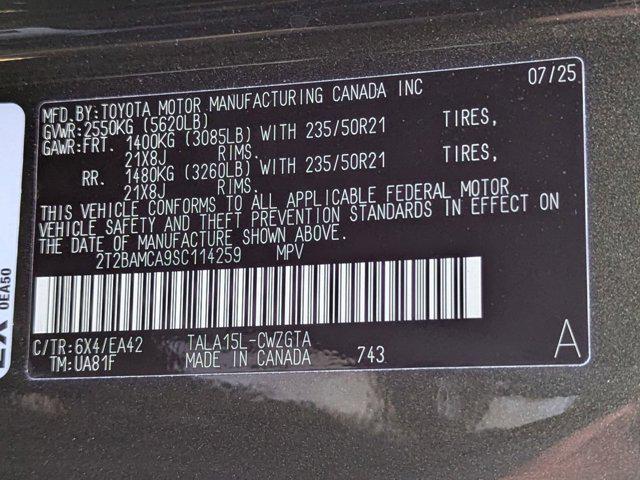 07/25
MFD.BY:TOYOTA MOTOR MANUFACTURING CANADA INC
GVWR:2550KG (5620LB)
GAWR:FRT. 1400KG (3085LB) WITH 235/50R21 TIRES,
21X8J RIMS.
RR. 1480KG (3260LB) WITH 235/50R21 TIRES,
21X8J RIMS.
THIS VEHICLE CONFORMS TO ALL APPLICABLE FEDERAL MOTOR
VEHICLE SAFETY AND THEFT PREVENTION STANDARDS IN EFFECT ON
THE DATE OF MANUFACTURE SHOWN ABOVE.
2T2BAMCA9SC114259 MPV
C/TR:6X4/EA42 TALA15L-CWZGTA
TM:UA81F MADE IN CANADA 743 A
0EA50